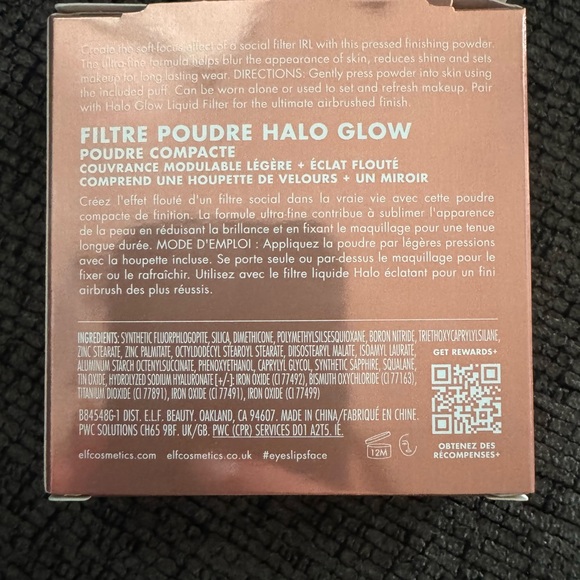 Create the soft-focus effect of a social filter IRL with this pressed finishing powder.
The ultra-fine formula helps blur the appearance of skin, reduces shine and sets
makeup for long lasting wear. DIRECTIONS: Gently press powder into skin using
the included puff. Can be worn alone or used to set and refresh makeup. Pair
with Halo Glow Liquid Filter for the ultimate airbrushed finish.
FILTRE POUDRE HALO GLOW
POUDRE COMPACTE
COUVRANCE MODULABLE LÉGÈRE + ÉCLAT FLOUTÉ
COMPREND UNE HOUPETTE DE VELOURS + UN MIROIR
Créez l'effet flouté d'un filtre social dans la vraie vie avec cette poudre
compacte de finition. La formule ultra-fine contribue à sublimer l'apparence
de la peau en réduisant la brillance et en fixant le maquillage pour une tenue
longue durée. MODE D'EMPLOI : Appliquez la poudre par légères pressions
avec la houpette incluse. Se porte seule ou par-dessus le maquillage pour le
fixer ou le rafraîchir. Utilisez avec le filtre liquide Halo éclatant pour un fini
airbrush des plus réussis.
INGREDIENTS: SYNTHETIC FLUORPHLOGOPITE, SILICA, DIMETHICONE, POLYMETHYLSILSESQUIOXANE, BORON NITRIDE, TRIETHOXYCAPRYLYLSILANE,
ZINC STEARATE, ZINC PALMITATE, OCTYLDODECYL STEAROYL STEARATE, DIISOSTEARYL MALATE, ISOAMYL LAURATE,
ALUMINUM STARCH OCTENYLSUCCINATE, PHENOXYETHANOL, CAPRYLYL GLYCOL, SYNTHETIC SAPPHIRE, SQUALANE,
TIN OXIDE, HYDROLYZED SODIUM HYALURONATE [+/-]: IRON OXIDE (CI 77492), BISMUTH OXYCHLORIDE (CI 77163),
TITANIUM DIOXIDE (CI 77891), IRON OXIDE (CI 77491), IRON OXIDE (CI 77499)
B84548G-1 DIST. E.L.F. BEAUTY. OAKLAND, CA 94607. MADE IN CHINA/FABRIQUÉ EN CHINE.
PWC SOLUTIONS CH65 9BF. UK/GB. PWC (CPR) SERVICES D01 A2T5. IE.
elfcosmetics.com elfcosmetics.co.uk #eyeslipsface
12M
GET REWARDS+
OBTENEZ DES
RÉCOMPENSES+